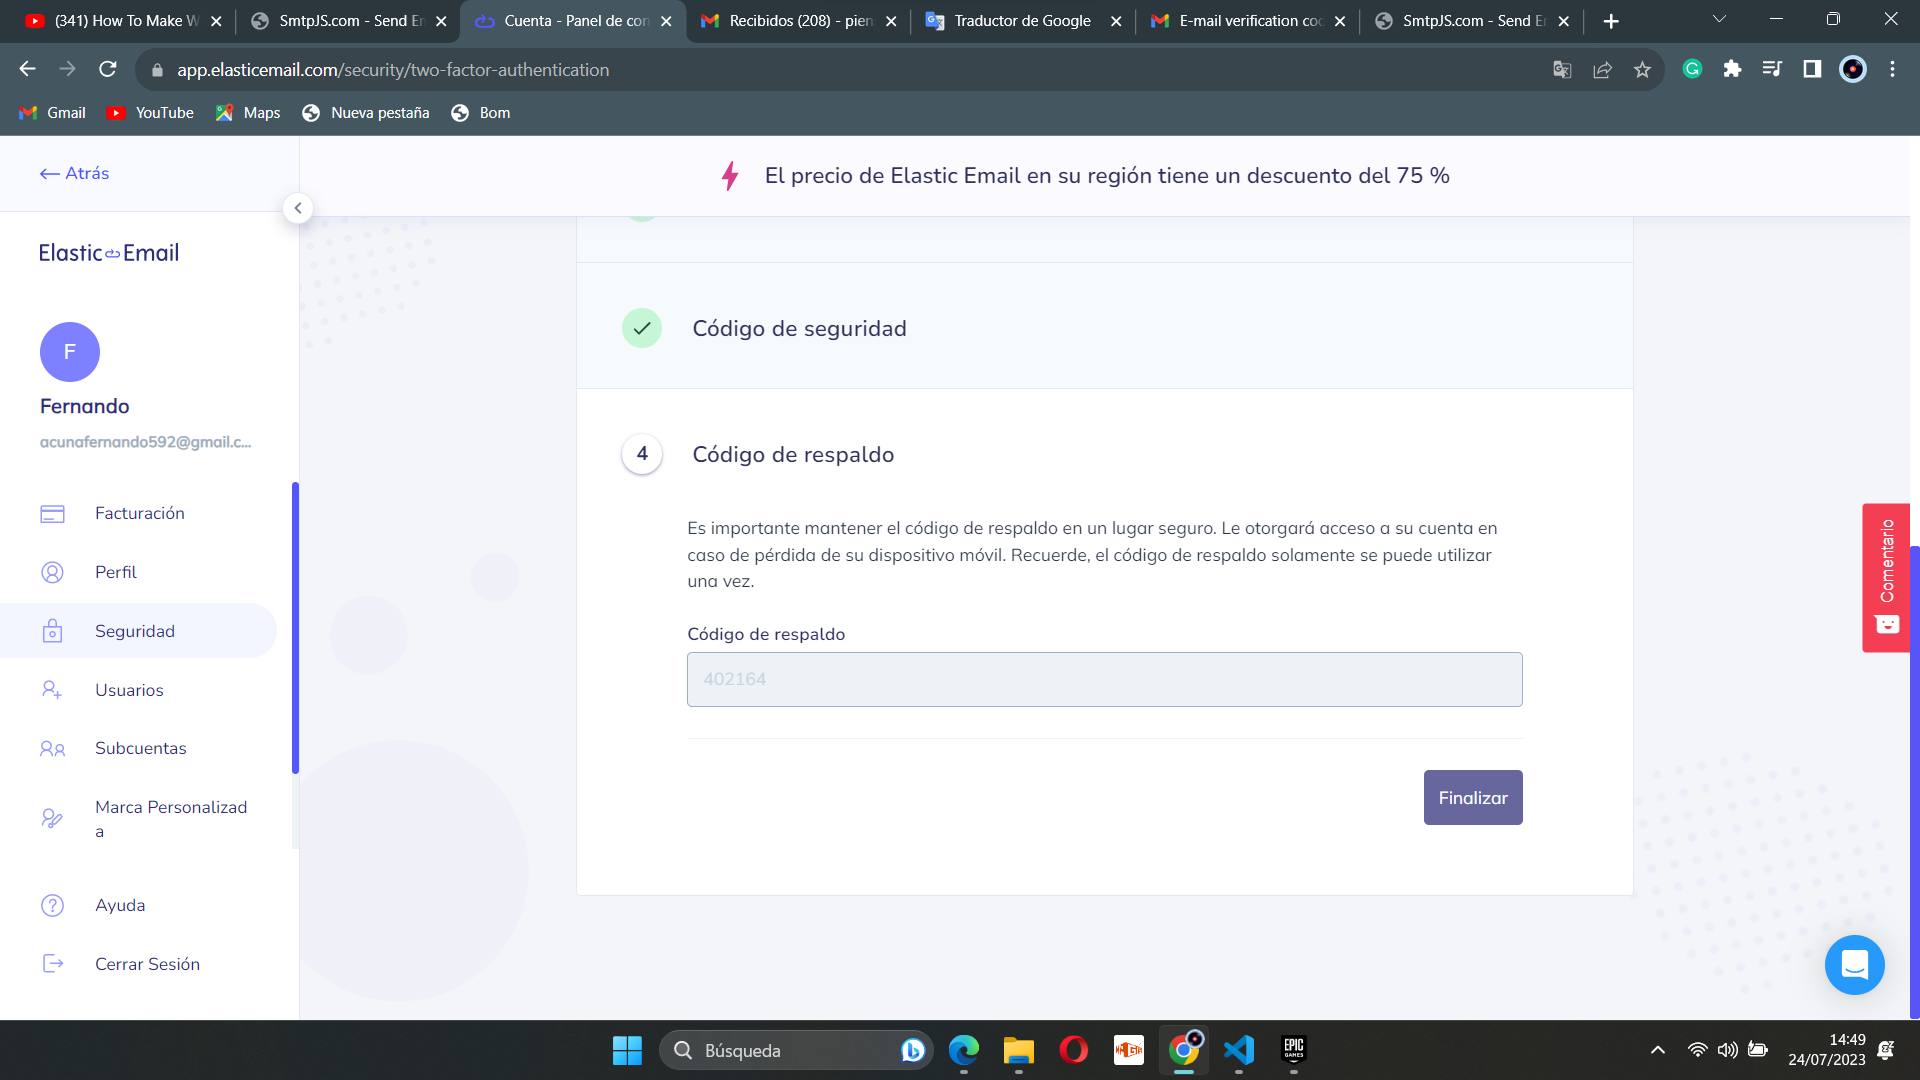 (341) How To Make W
SmtpJS.com - Send En
Cuenta - Panel de con
Recibidos (208) - pien
Traductor de Google
E-mail verification cod
SmtpJS.com - Send En
app.elasticemail.com/security/two-factor-authentication
Gmail
YouTube
Maps
Nueva pestaña
Bom
← Atrás
El precio de Elastic Email en su región tiene un descuento del 75 %
Elastic Email
F
Fernando
acunafernando592@gmail.c...
Facturación
Perfil
Seguridad
Usuarios
Subcuentas
Marca Personalizad
a
Ayuda
Cerrar Sesión
Código de seguridad
4
Código de respaldo
Es importante mantener el código de respaldo en un lugar seguro. Le otorgará acceso a su cuenta en
caso de pérdida de su dispositivo móvil. Recuerde, el código de respaldo solamente se puede utilizar
una vez.
Código de respaldo
402164
Finalizar
Comentario
Búsqueda
EPIC
GAMES
14:49
24/07/2023